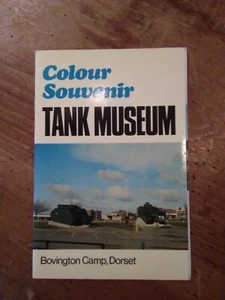 Colour
Souvenir
TANK MUSEUM
Bovington Camp, Dorset